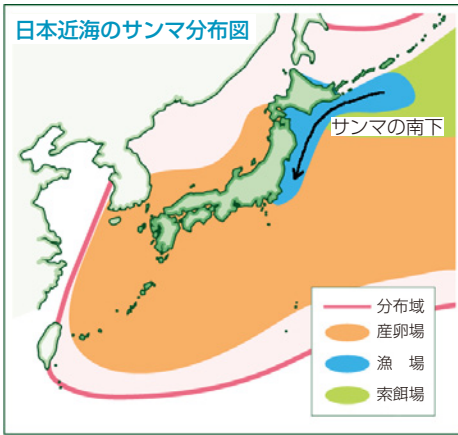 日本近海のサンマ分布図
サンマの南下
分布域
産卵場
漁　場
索餌場